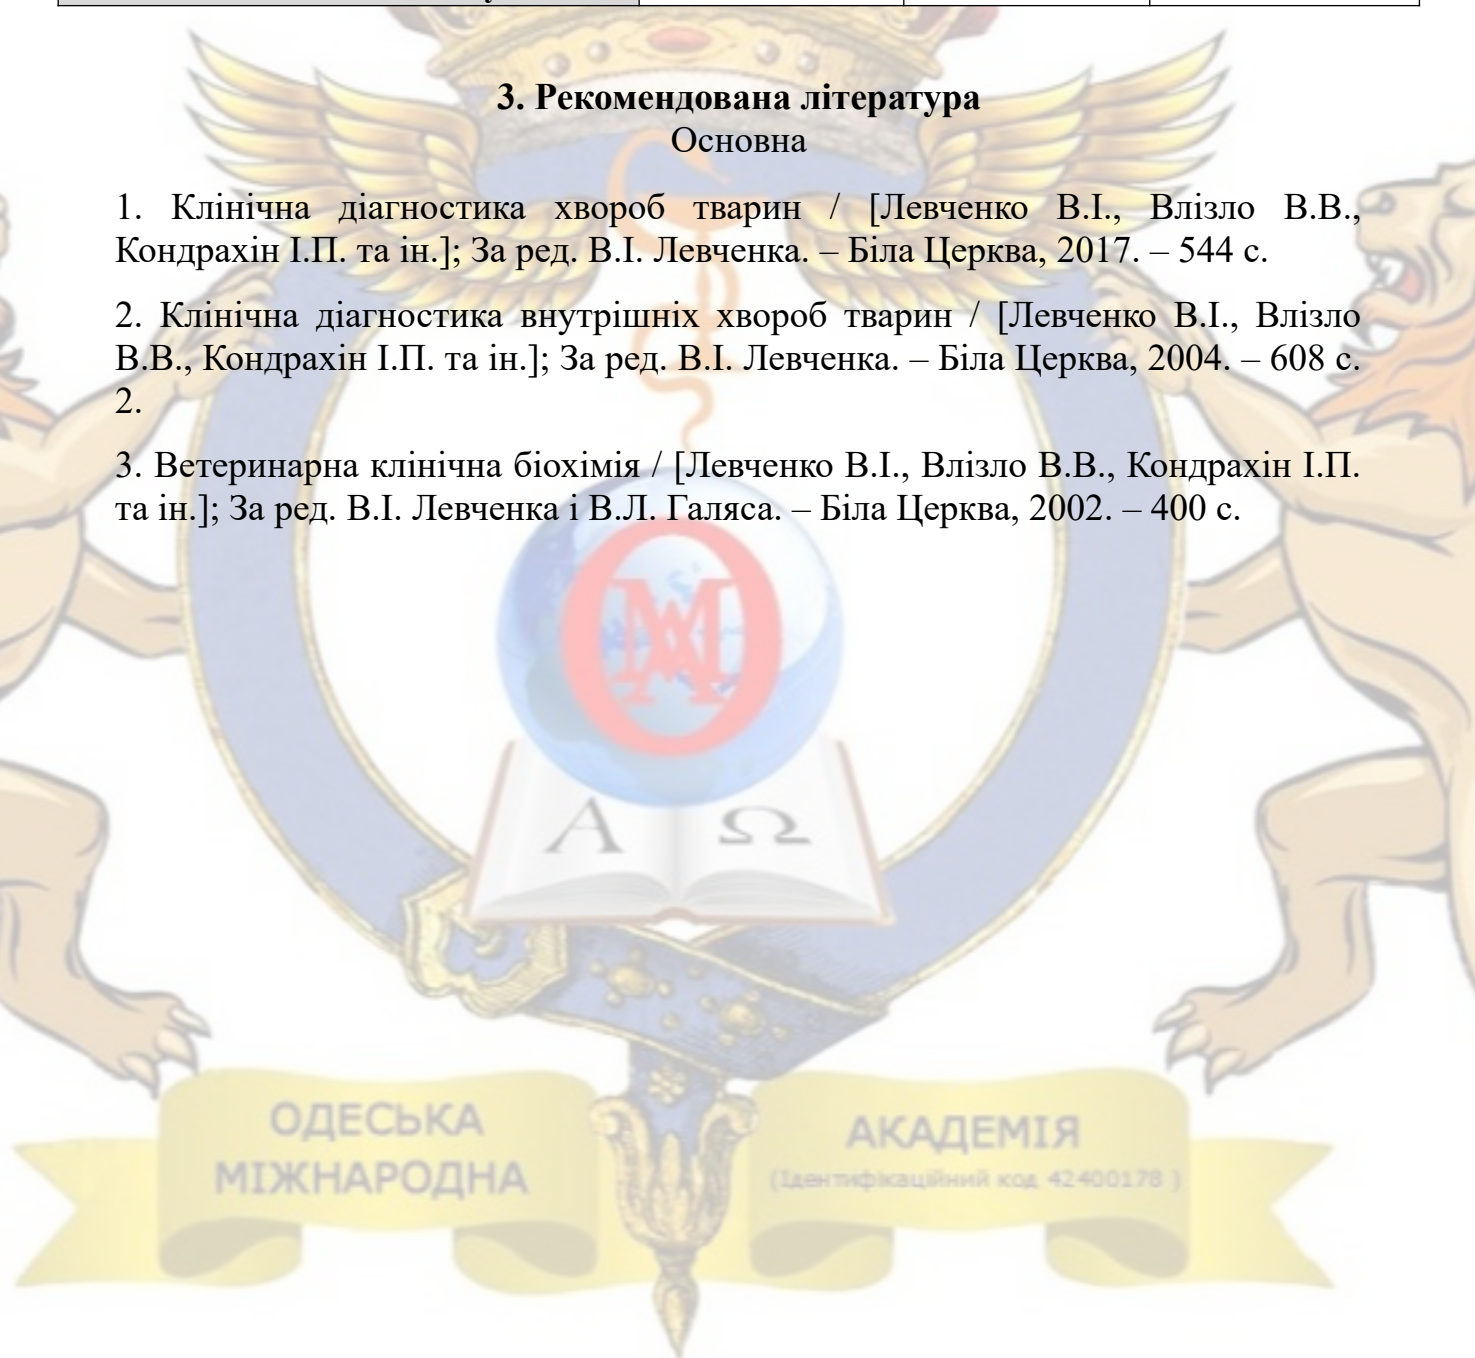 3. Рекомендована література
Основна
1. Клінічна діагностика хвороб тварин / [Левченко В.І., Влізло В.В.,
Кондрахін І.П. та ін.]; За ред. В.І. Левченка. – Біла Церква, 2017. – 544 с.
2. Клінічна діагностика внутрішніх хвороб тварин / [Левченко В.І., Влізло
В.В., Кондрахін І.П. та ін.]; За ред. В.І. Левченка. – Біла Церква, 2004. – 608 с.
2.
3. Ветеринарна клінічна біохімія / [Левченко В.І., Влізло В.В., Кондрахін І.П.
та ін.]; За ред. В.І. Левченка і В.Л. Галяса. – Біла Церква, 2002. – 400 с.
ОМА
Α Ω
ОДЕСЬКА
МІЖНАРОДНА
АКАДЕМІЯ
(Ідентифікаційний код 42400178 )